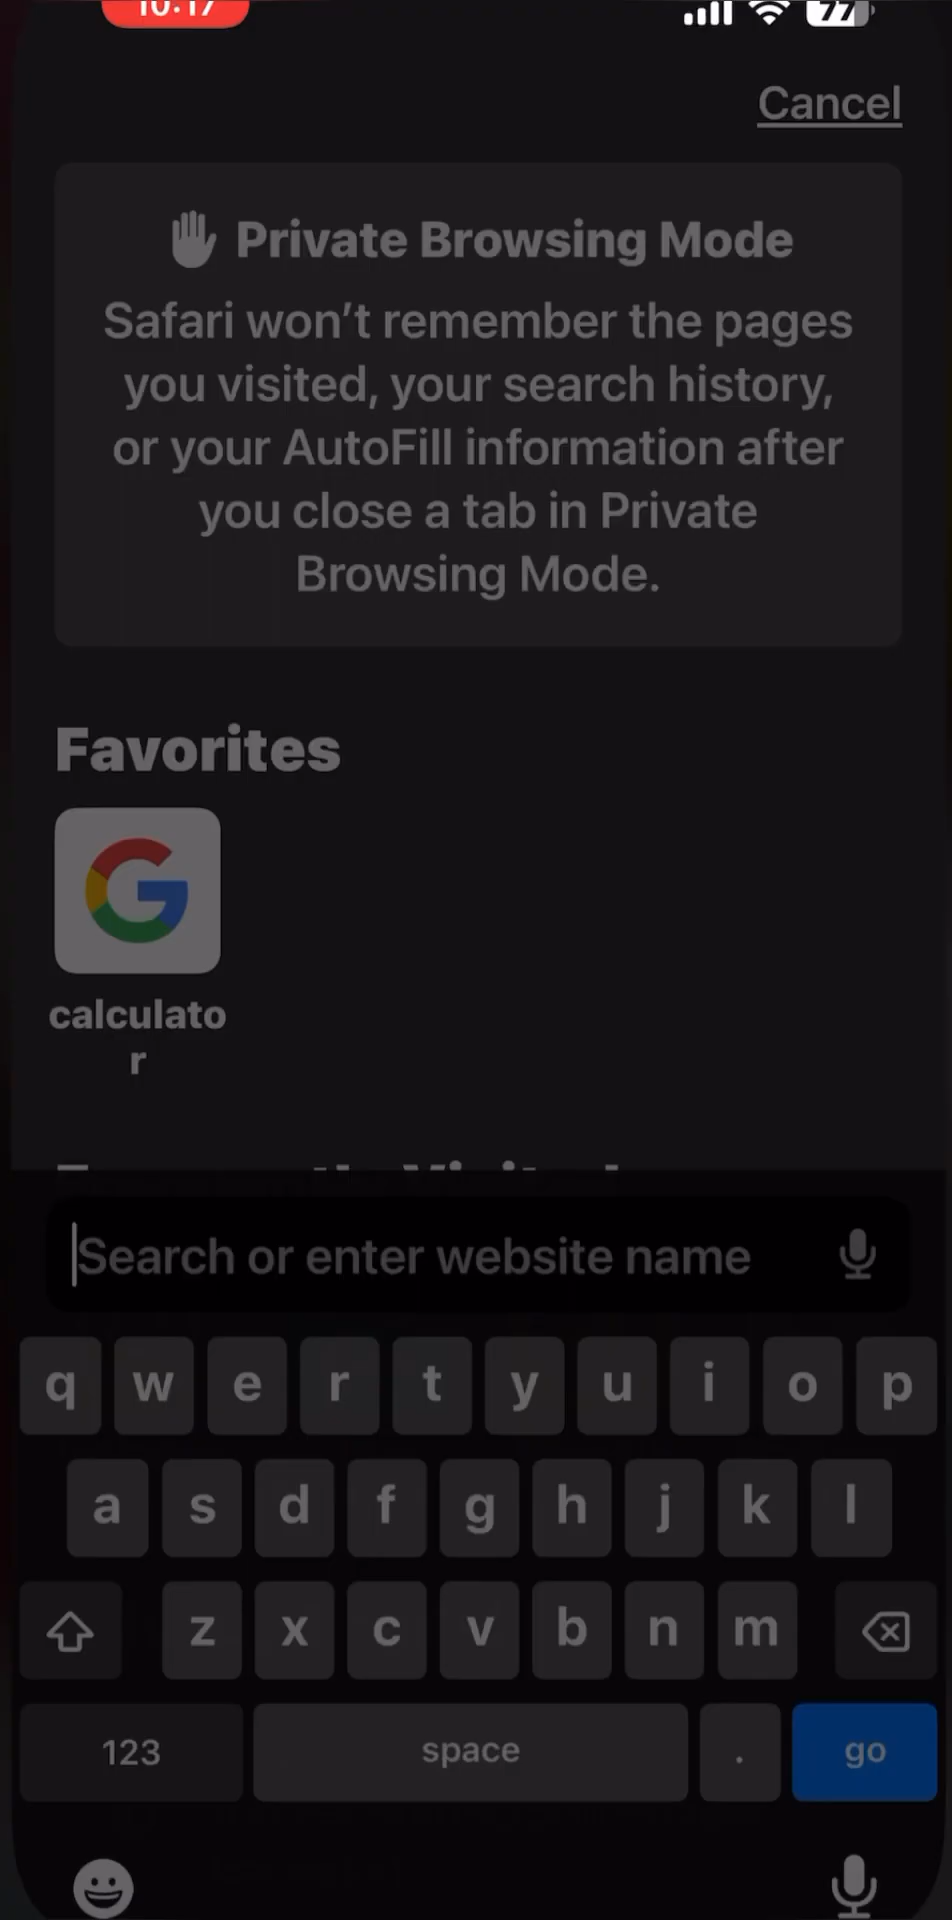 10:17
77
Cancel
Private Browsing Mode
Safari won't remember the pages
you visited, your search history,
or your AutoFill information after
you close a tab in Private
Browsing Mode.
Favorites
G
calculato
r
Search or enter website name
q w e r t y u i o p
a s d f g h j k l
z x c v b n m
123 space . go